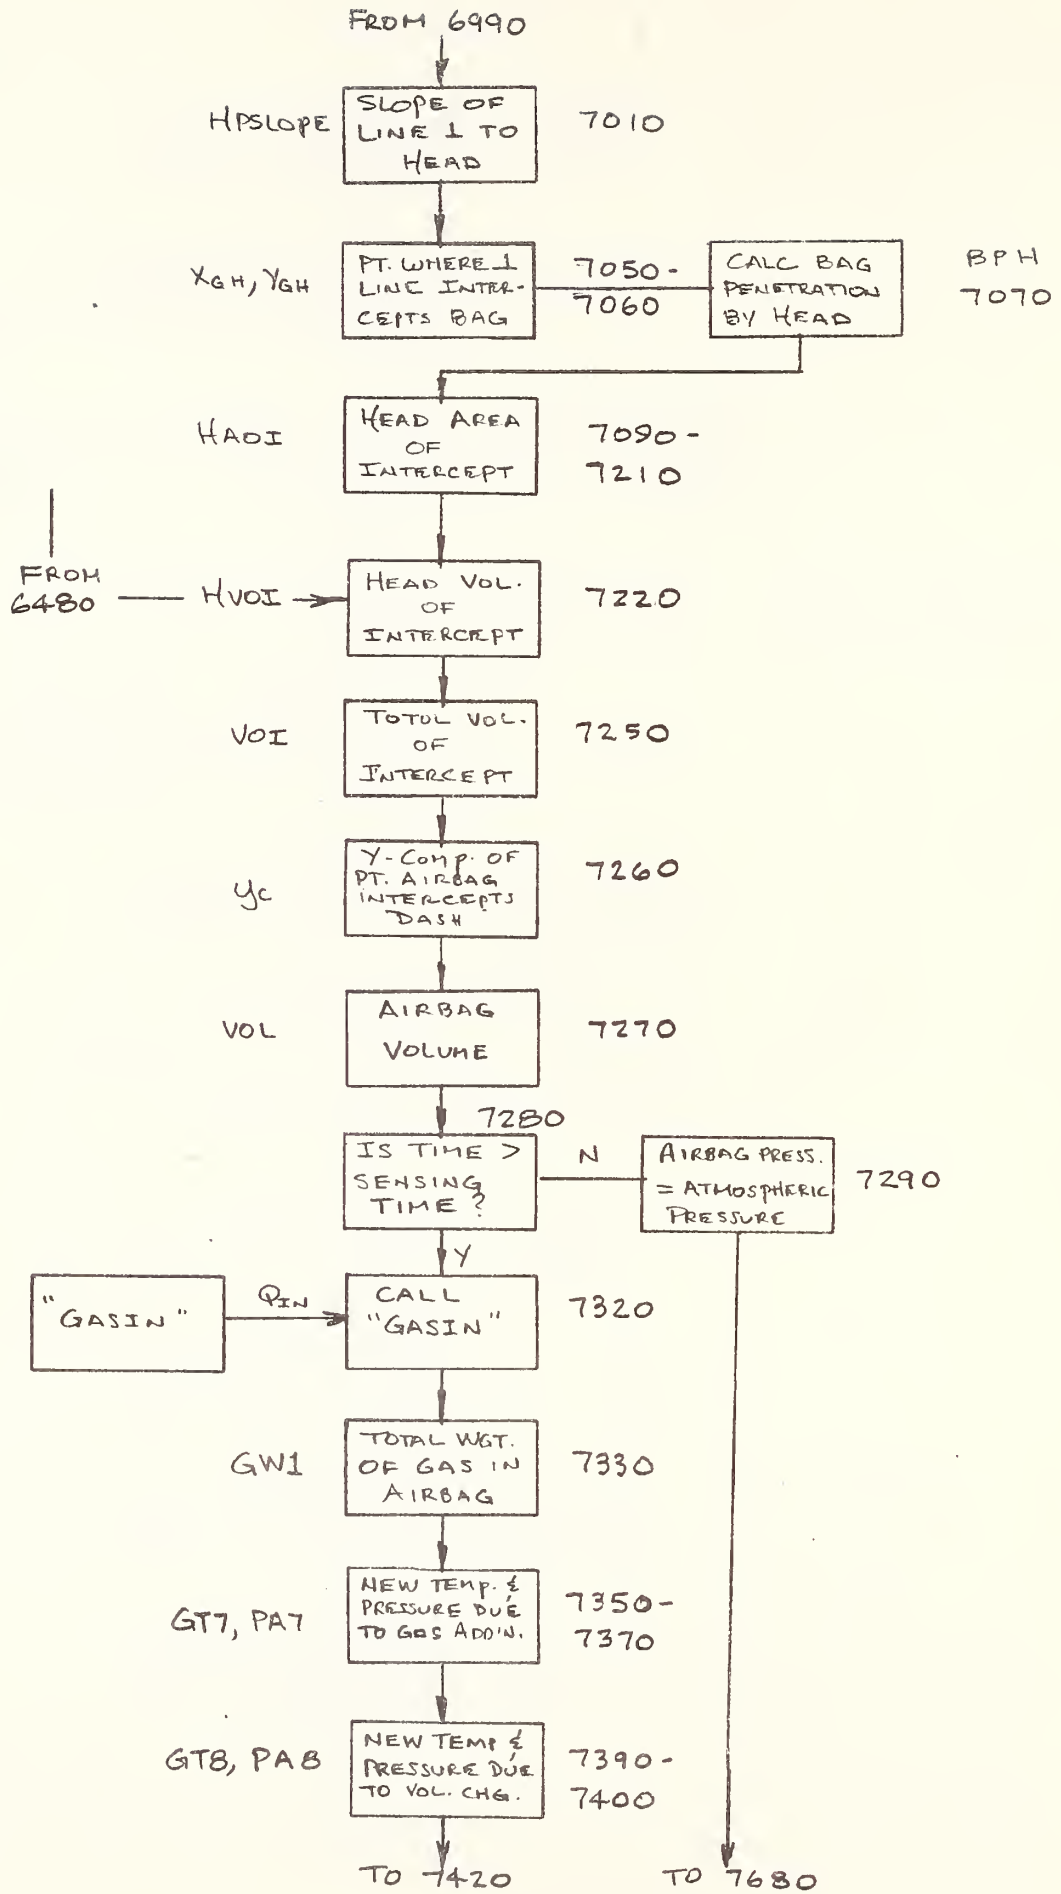 FROM 6990
HPSLOPE
SLOPE OF
LINE ⊥ TO
HEAD
7010
XGH, YGH
PT. WHERE ⊥
LINE INTER-
CEPTS BAG
7050-
7060
CALC BAG
PENETRATION
BY HEAD
BPH
7070
HAOI
HEAD AREA
OF
INTERCEPT
7090-
7210
FROM
6480
HVOI
HEAD VOL.
OF
INTERCEPT
7220
VOI
TOTUL VOL.
OF
INTERCEPT
7250
yc
Y-COMP. OF
PT. AIRBAG
INTERCEPTS
DASH
7260
VOL
AIRBAG
VOLUME
7270
7280
IS TIME >
SENSING
TIME?
N
AIRBAG PRESS.
= ATMOSPHERIC
PRESSURE
7290
Y
"GASIN"
QIN
CALL
"GASIN"
7320
GW1
TOTAL WGT.
OF GAS IN
AIRBAG
7330
GT7, PA7
NEW TEMP. &
PRESSURE DUE
TO GAS ADD'N.
7350-
7370
GT8, PA8
NEW TEMP &
PRESSURE DUE
TO VOL. CHG.
7390-
7400
TO 7420
TO 7680